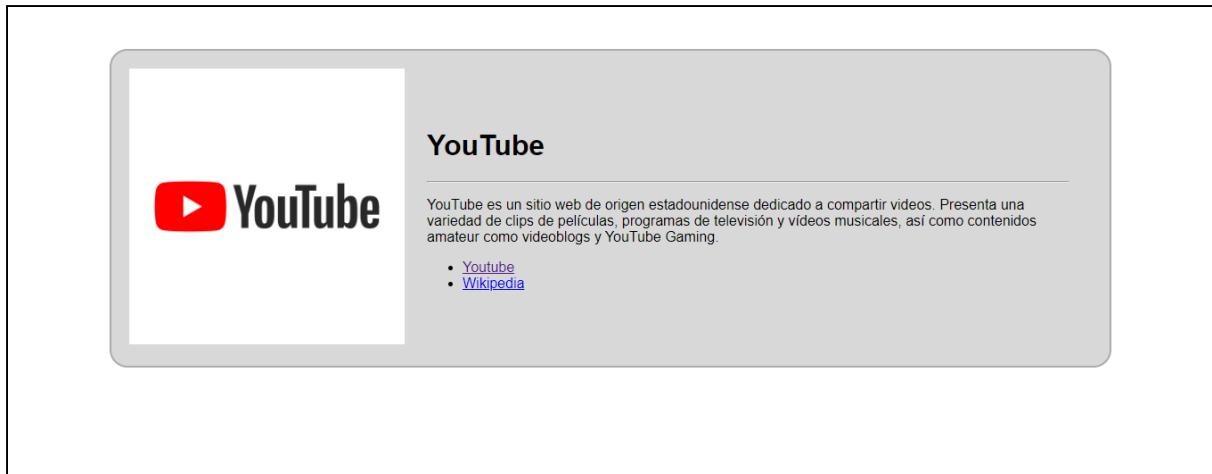 YouTube
YouTube
YouTube es un sitio web de origen estadounidense dedicado a compartir videos. Presenta una
variedad de clips de películas, programas de televisión y vídeos musicales, así como contenidos
amateur como videoblogs y YouTube Gaming.
Youtube
Wikipedia